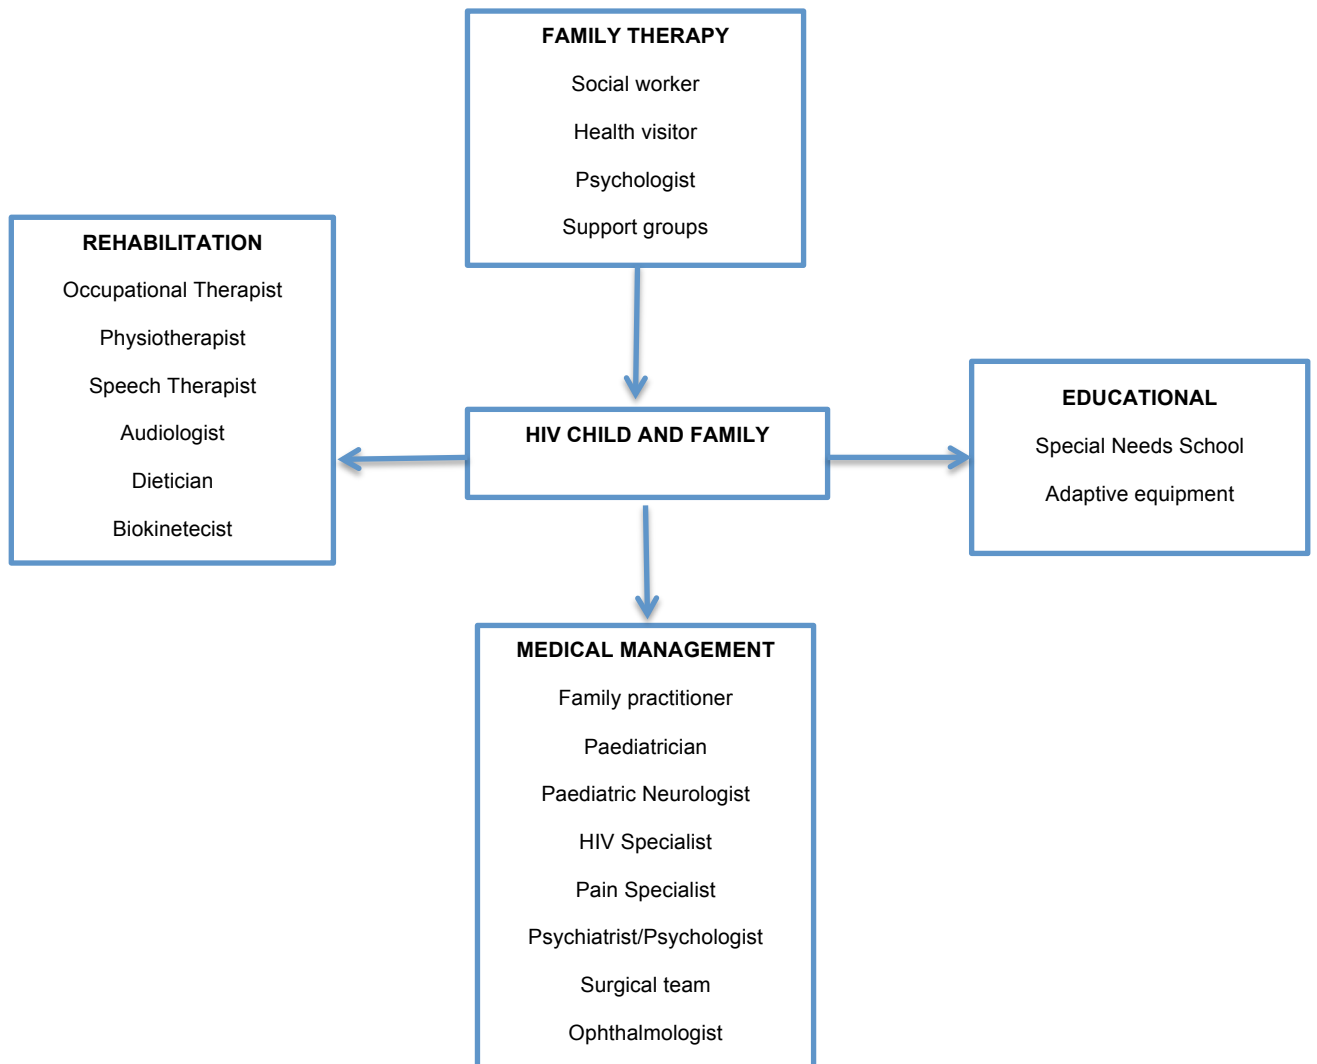 FAMILY THERAPY
Social worker
Health visitor
Psychologist
Support groups
REHABILITATION
Occupational Therapist
Physiotherapist
Speech Therapist
Audiologist
Dietician
Biokinetecist
HIV CHILD AND FAMILY
EDUCATIONAL
Special Needs School
Adaptive equipment
MEDICAL MANAGEMENT
Family practitioner
Paediatrician
Paediatric Neurologist
HIV Specialist
Pain Specialist
Psychiatrist/Psychologist
Surgical team
Ophthalmologist